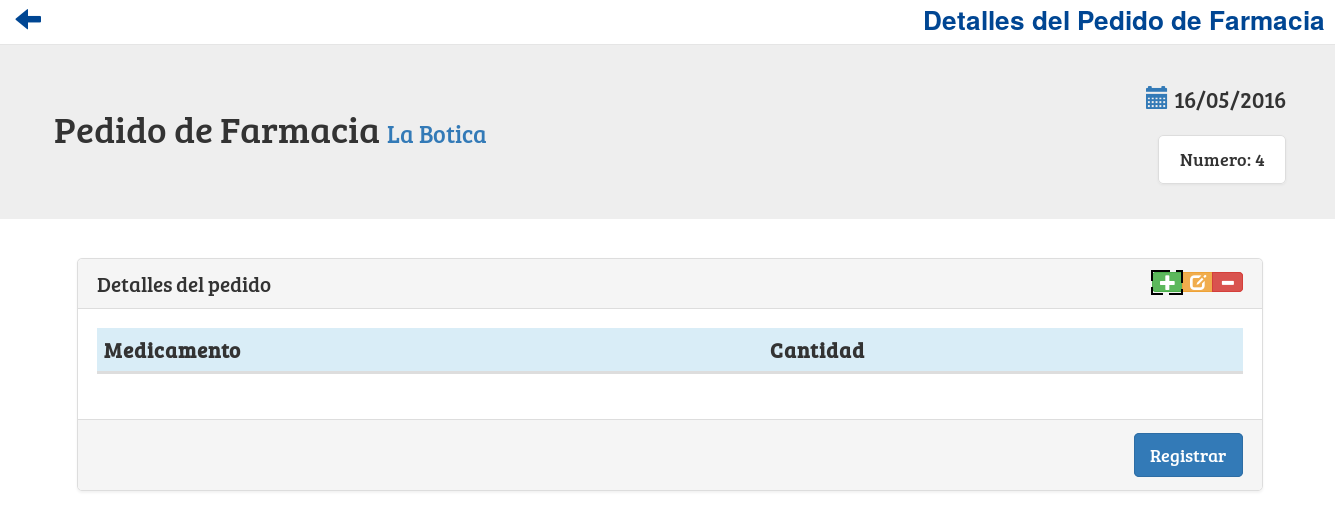 Detalles del Pedido de Farmacia
16/05/2016
Pedido de Farmacia La Botica
Numero: 4
Detalles del pedido
Medicamento Cantidad
Registrar